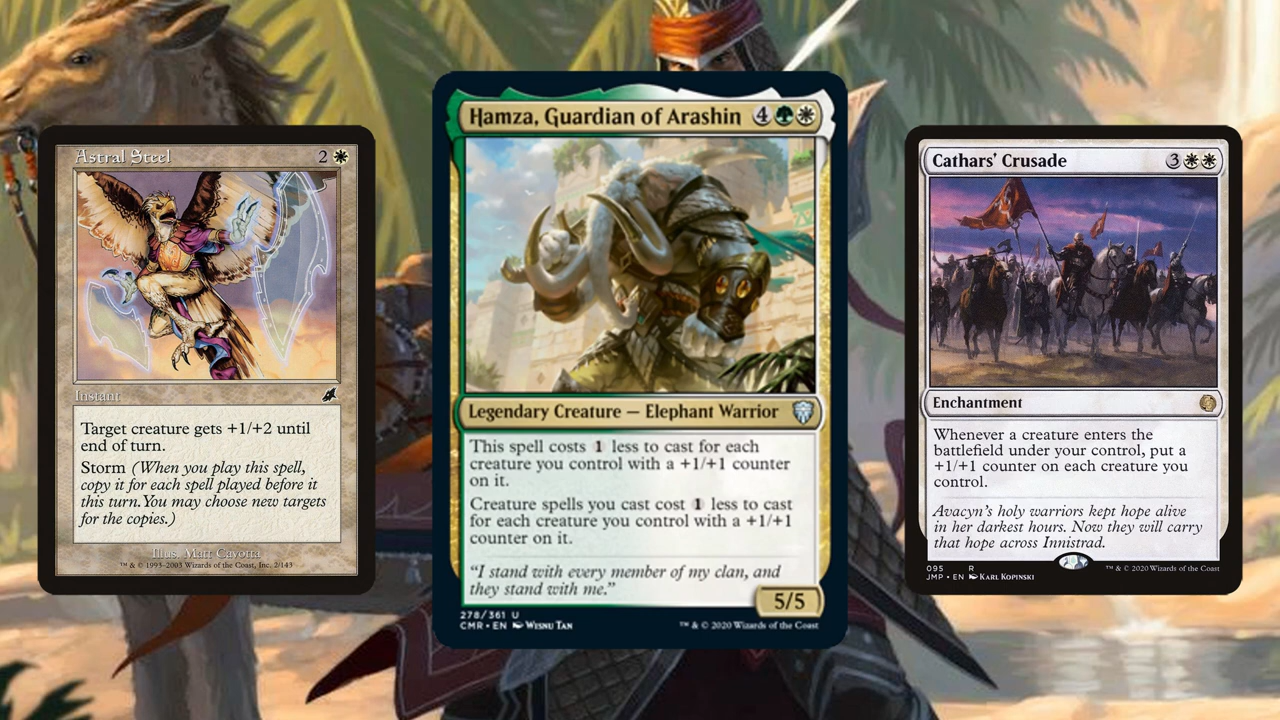 Astral Steel 2
Instant
Target creature gets +1/+2 until
end of turn.
Storm (When you play this spell,
copy it for each spell played before it
this turn. You may choose new targets
for the copies.)
Illus. Matt Cavotta
™ & © 1993–2003 Wizards of the Coast, Inc. 2/143
Hamza, Guardian of Arashin 4
Legendary Creature — Elephant Warrior
This spell costs 1 less to cast for each
creature you control with a +1/+1 counter
on it.
Creature spells you cast cost 1 less to cast
for each creature you control with a +1/+1
counter on it.
“I stand with every member of my clan, and
they stand with me.”
5/5
278/361 U
CMR • EN Wisnu Tan
™ & © 2020 Wizards of the Coast
Cathars' Crusade 3
Enchantment
Whenever a creature enters the
battlefield under your control, put a
+1/+1 counter on each creature you
control.
Avacyn's holy warriors kept hope alive
in her darkest hours. Now they will carry
that hope across Innistrad.
095 R
JMP • EN Karl Kopinski
™ & © 2020 Wizards of the Coast